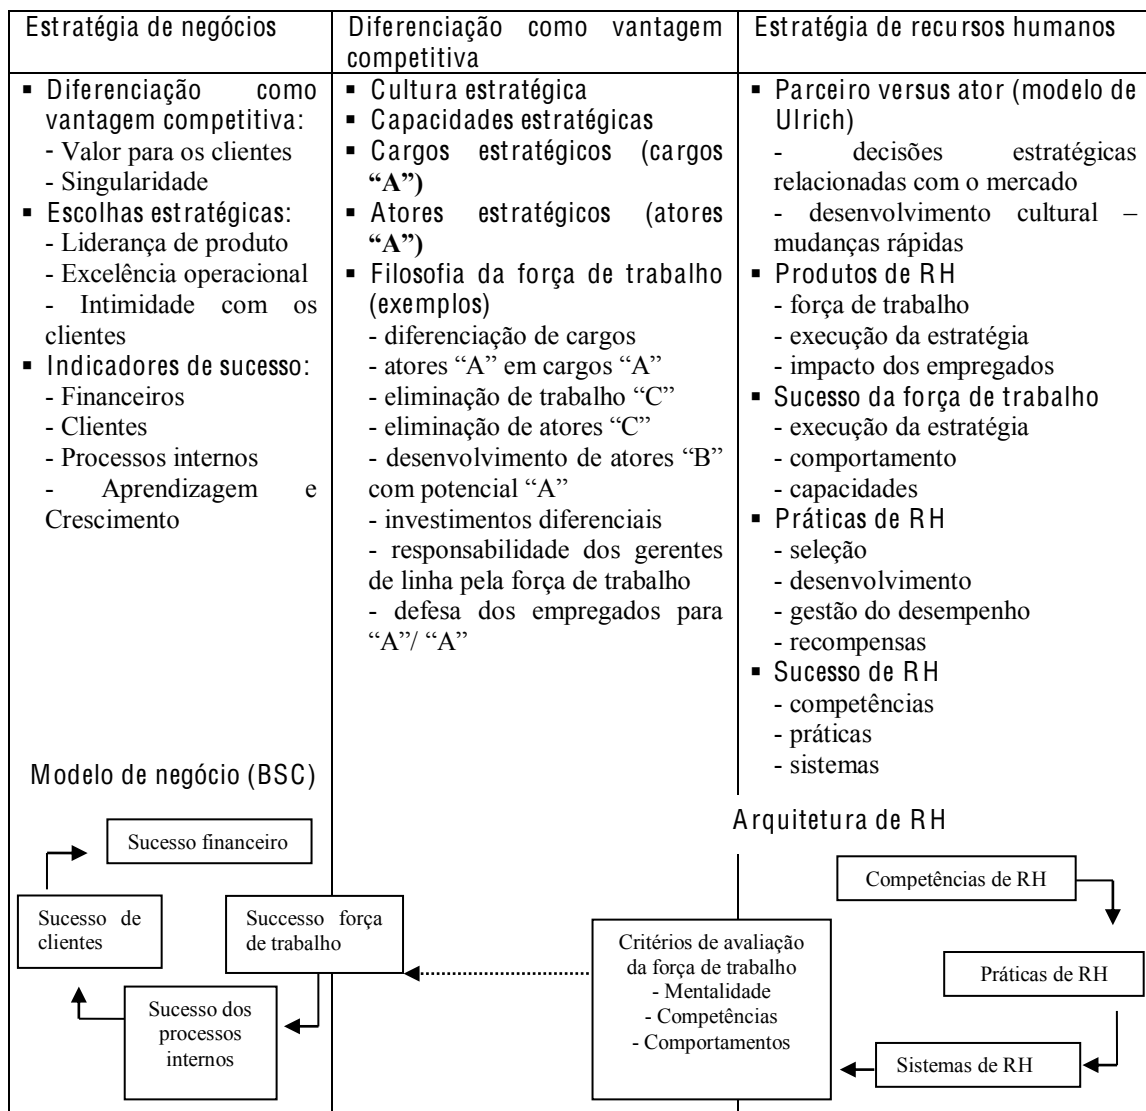 Estratégia de negócios
Diferenciação como vantagem
competitiva
Estratégia de recursos humanos
▪ Diferenciação como
vantagem competitiva:
- Valor para os clientes
- Singularidade
▪ Escolhas estratégicas:
- Liderança de produto
- Excelência operacional
- Intimidade com os
clientes
▪ Indicadores de sucesso:
- Financeiros
- Clientes
- Processos internos
- Aprendizagem e
Crescimento
▪ Cultura estratégica
▪ Capacidades estratégicas
▪ Cargos estratégicos (cargos
“A”)
▪ Atores estratégicos (atores
“A”)
▪ Filosofia da força de trabalho
(exemplos)
- diferenciação de cargos
- atores “A” em cargos “A”
- eliminação de trabalho “C”
- eliminação de atores “C”
- desenvolvimento de atores “B”
com potencial “A”
- investimentos diferenciais
- responsabilidade dos gerentes
de linha pela força de trabalho
- defesa dos empregados para
“A”/ “A”
▪ Parceiro versus ator (modelo de
Ulrich)
- decisões estratégicas
relacionadas com o mercado
- desenvolvimento cultural –
mudanças rápidas
▪ Produtos de RH
- força de trabalho
- execução da estratégia
- impacto dos empregados
▪ Sucesso da força de trabalho
- execução da estratégia
- comportamento
- capacidades
▪ Práticas de RH
- seleção
- desenvolvimento
- gestão do desempenho
- recompensas
▪ Sucesso de RH
- competências
- práticas
- sistemas
Modelo de negócio (BSC)
Sucesso financeiro
Sucesso de
clientes
Successo força
de trabalho
Sucesso dos
processos
internos
Arquitetura de RH
Competências de RH
Critérios de avaliação
da força de trabalho
- Mentalidade
- Competências
- Comportamentos
Práticas de RH
Sistemas de RH